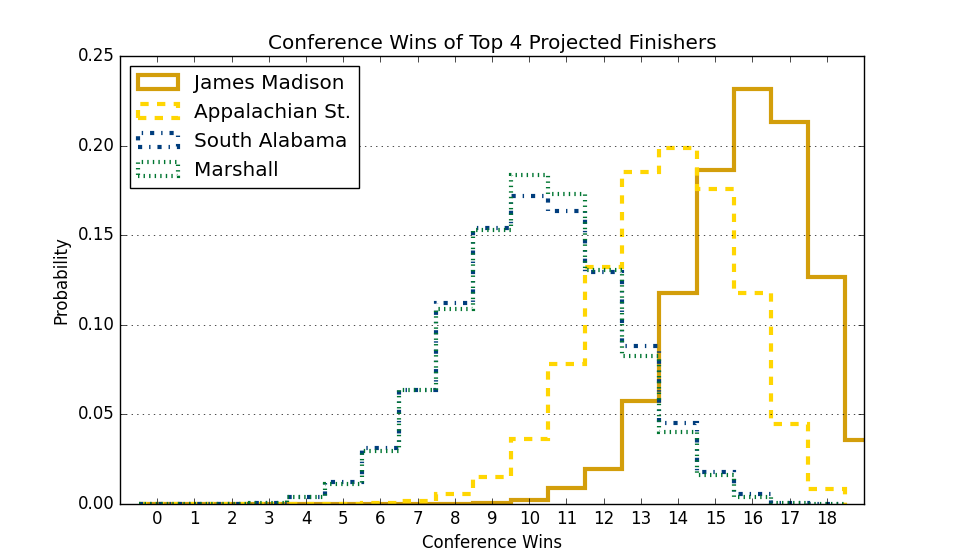 Conference Wins of Top 4 Projected Finishers
James Madison
Appalachian St.
South Alabama
Marshall
0.25
0.20
0.15
0.10
0.05
0.00
Probability
0 1 2 3 4 5 6 7 8 9 10 11 12 13 14 15 16 17 18
Conference Wins